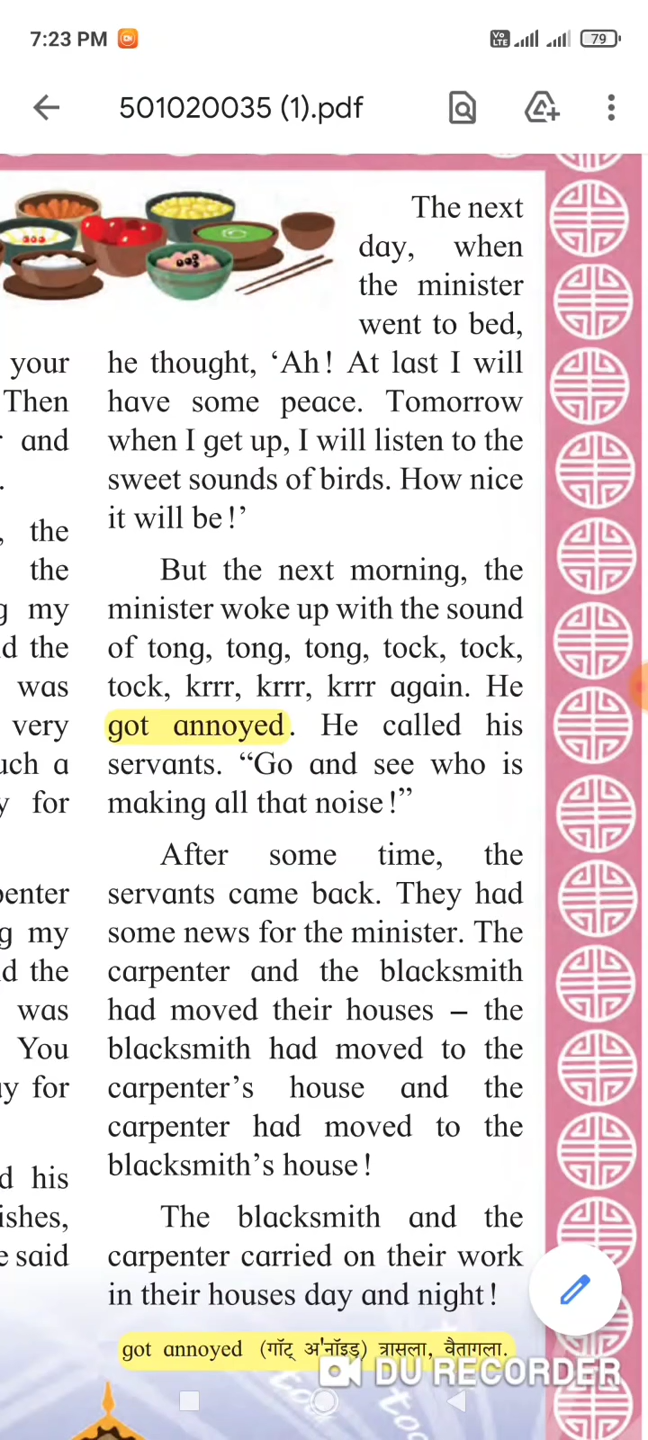 7:23 PM
Vo LTE 79
501020035 (1).pdf
your
Then
and
.
, the
the
g my
d the
was
very
uch a
y for
penter
g my
d the
was
You
y for
d his
ishes,
e said
The next
day, when
the minister
went to bed,
he thought, ‘Ah! At last I will
have some peace. Tomorrow
when I get up, I will listen to the
sweet sounds of birds. How nice
it will be!’
But the next morning, the
minister woke up with the sound
of tong, tong, tong, tock, tock,
tock, krrr, krrr, krrr again. He
got annoyed. He called his
servants. “Go and see who is
making all that noise!”
After some time, the
servants came back. They had
some news for the minister. The
carpenter and the blacksmith
had moved their houses – the
blacksmith had moved to the
carpenter’s house and the
carpenter had moved to the
blacksmith’s house!
The blacksmith and the
carpenter carried on their work
in their houses day and night!
got annoyed (गॉट् अ'नॉइड्) त्रासला, वैतागला.
DU RECORDER